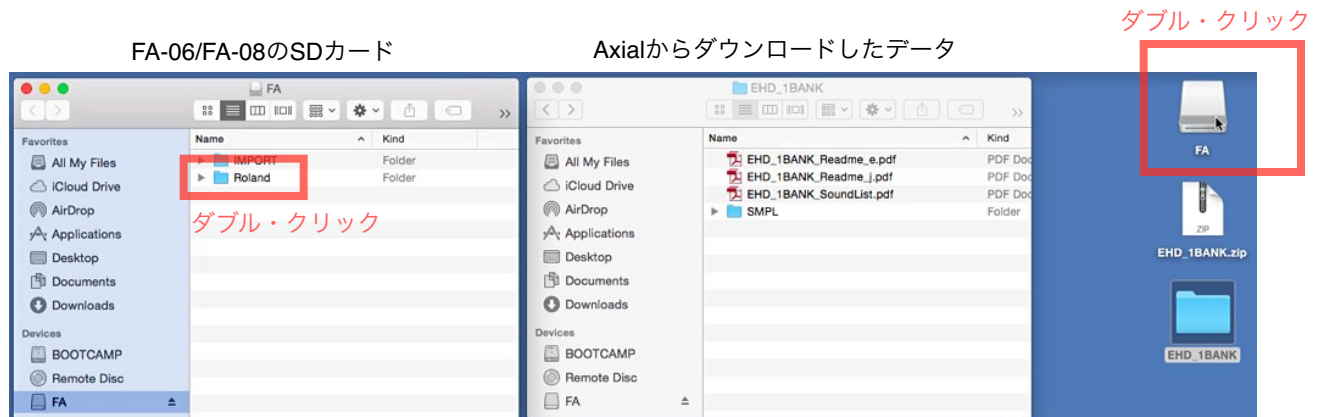 ダブル・クリック
FA-06/FA-08のSDカード
Axialからダウンロードしたデータ
FA
Favorites
All My Files
iCloud Drive
AirDrop
Applications
Desktop
Documents
Downloads
Devices
BOOTCAMP
Remote Disc
FA
Name Kind
IMPORT Folder
Roland Folder
ダブル・クリック
EHD_1BANK
Favorites
All My Files
iCloud Drive
AirDrop
Applications
Desktop
Documents
Downloads
Devices
BOOTCAMP
Remote Disc
FA
Name Kind
EHD_1BANK_Readme_e.pdf PDF Doc
EHD_1BANK_Readme_j.pdf PDF Doc
EHD_1BANK_SoundList.pdf PDF Doc
SMPL Folder
FA
ZIP
EHD_1BANK.zip
EHD_1BANK